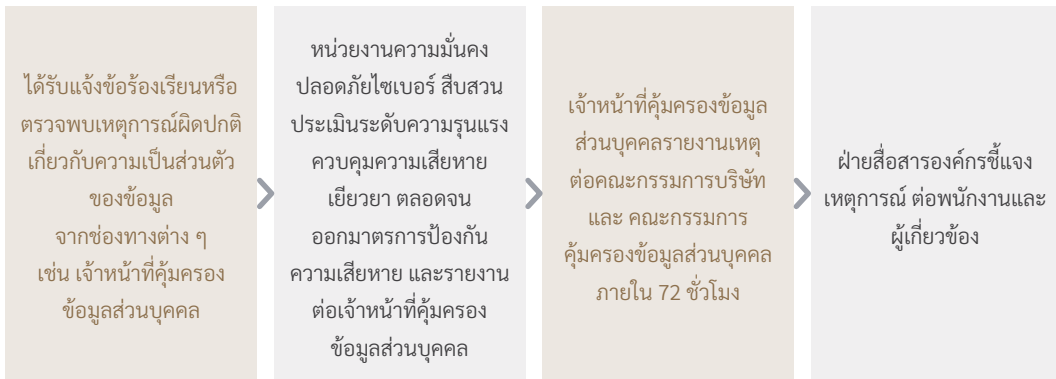 ได้รับแจ้งข้อร้องเรียนหรือ
ตรวจพบเหตุการณ์ผิดปกติ
เกี่ยวกับความเป็นส่วนตัว
ของข้อมูล
จากช่องทางต่าง ๆ
เช่น เจ้าหน้าที่คุ้มครอง
ข้อมูลส่วนบุคคล
หน่วยงานความมั่นคง
ปลอดภัยไซเบอร์ สืบสวน
ประเมินระดับความรุนแรง
ควบคุมความเสียหาย
เยียวยา ตลอดจน
ออกมาตรการป้องกัน
ความเสียหาย และรายงาน
ต่อเจ้าหน้าที่คุ้มครอง
ข้อมูลส่วนบุคคล
เจ้าหน้าที่คุ้มครองข้อมูล
ส่วนบุคคลรายงานเหตุ
ต่อคณะกรรมการบริษัท
และ คณะกรรมการ
คุ้มครองข้อมูลส่วนบุคคล
ภายใน 72 ชั่วโมง
ฝ่ายสื่อสารองค์กรชี้แจง
เหตุการณ์ ต่อพนักงานและ
ผู้เกี่ยวข้อง